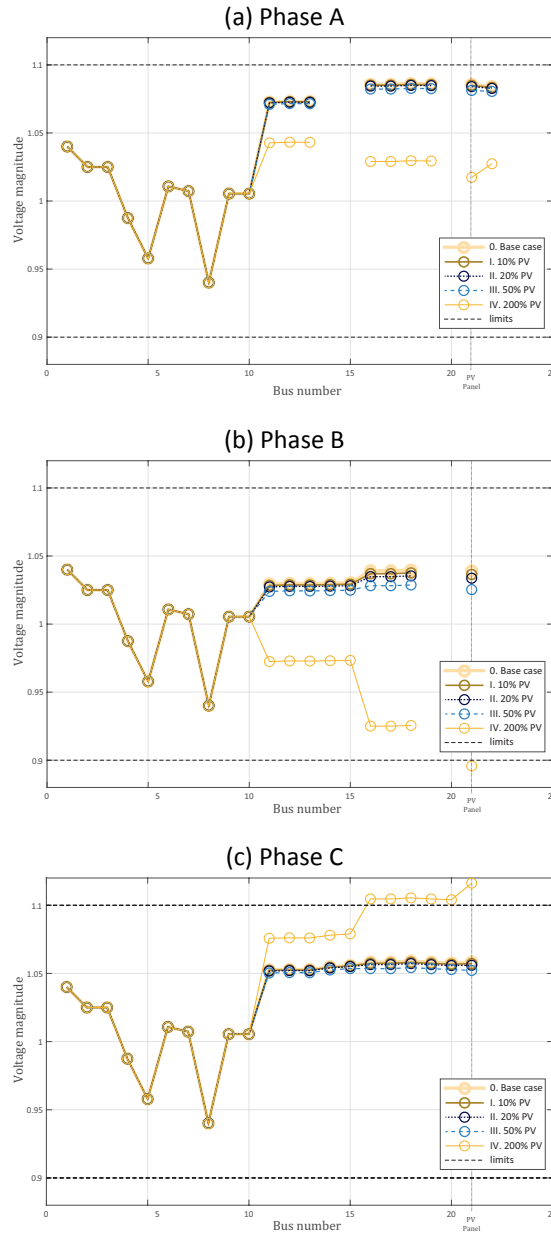 (a) Phase A
1.1
1.05
1
0.95
0.9
Voltage magnitude
0. Base case
I. 10% PV
II. 20% PV
III. 50% PV
IV. 200% PV
limits
0 5 10 15 20 2
Bus number
PV
Panel
(b) Phase B
1.1
1.05
1
0.95
0.9
Voltage magnitude
0. Base case
I. 10% PV
II. 20% PV
III. 50% PV
IV. 200% PV
limits
0 5 10 15 20 2
Bus number
PV
Panel
(c) Phase C
1.1
1.05
1
0.95
0.9
Voltage magnitude
0. Base case
I. 10% PV
II. 20% PV
III. 50% PV
IV. 200% PV
limits
0 5 10 15 20 2
Bus number
PV
Panel